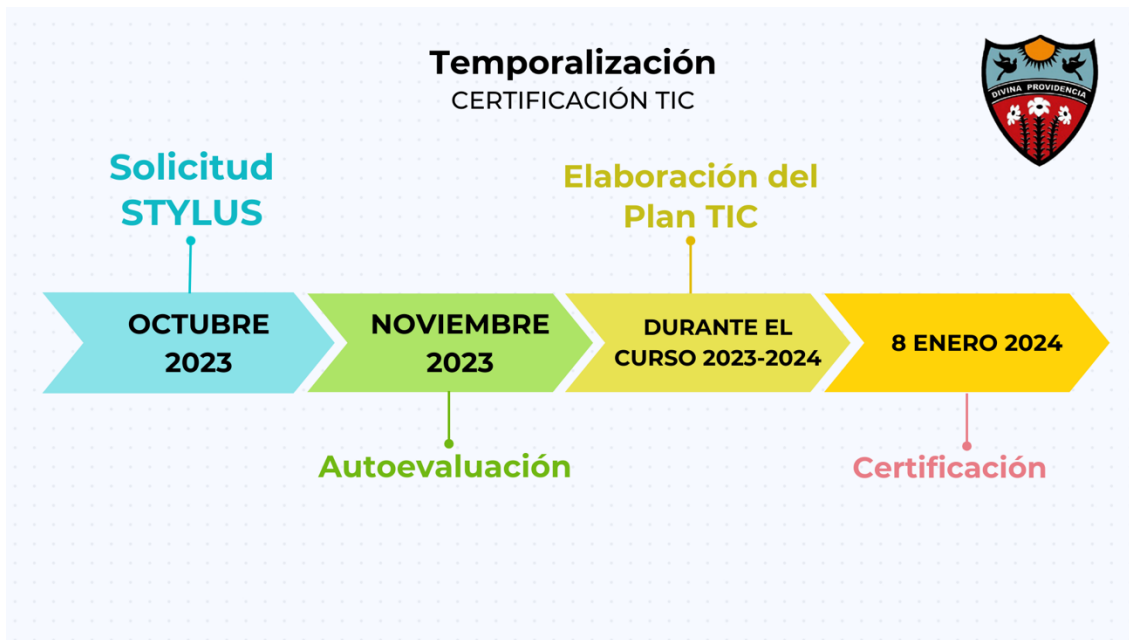 Temporalización
CERTIFICACIÓN TIC
DIVINA PROVIDENCIA
Solicitud
STYLUS
Elaboración del
Plan TIC
OCTUBRE
2023
NOVIEMBRE
2023
DURANTE EL
CURSO 2023-2024
8 ENERO 2024
Autoevaluación
Certificación